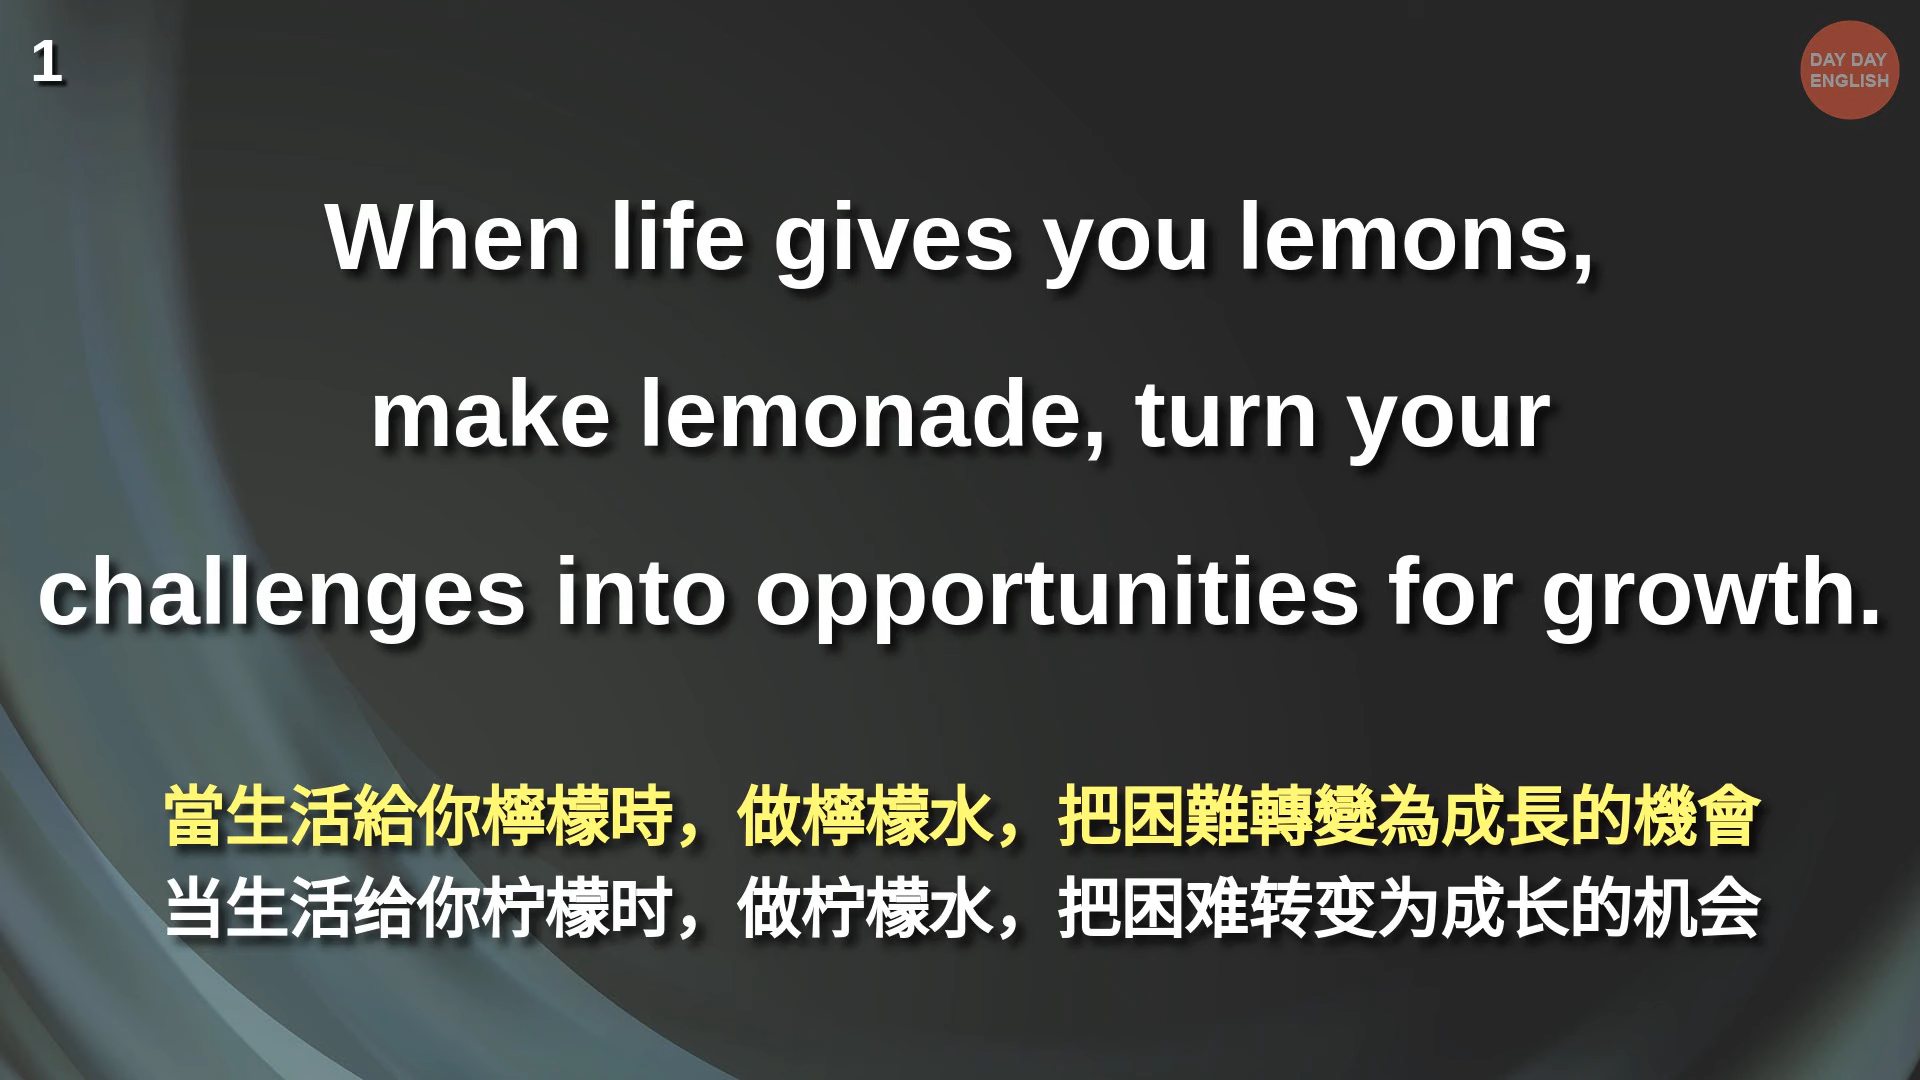 1
DAY DAY
ENGLISH
When life gives you lemons,
make lemonade, turn your
challenges into opportunities for growth.
當生活給你檸檬時，做檸檬水，把困難轉變為成長的機會
当生活给你柠檬时，做柠檬水，把困难转变为成长的机会